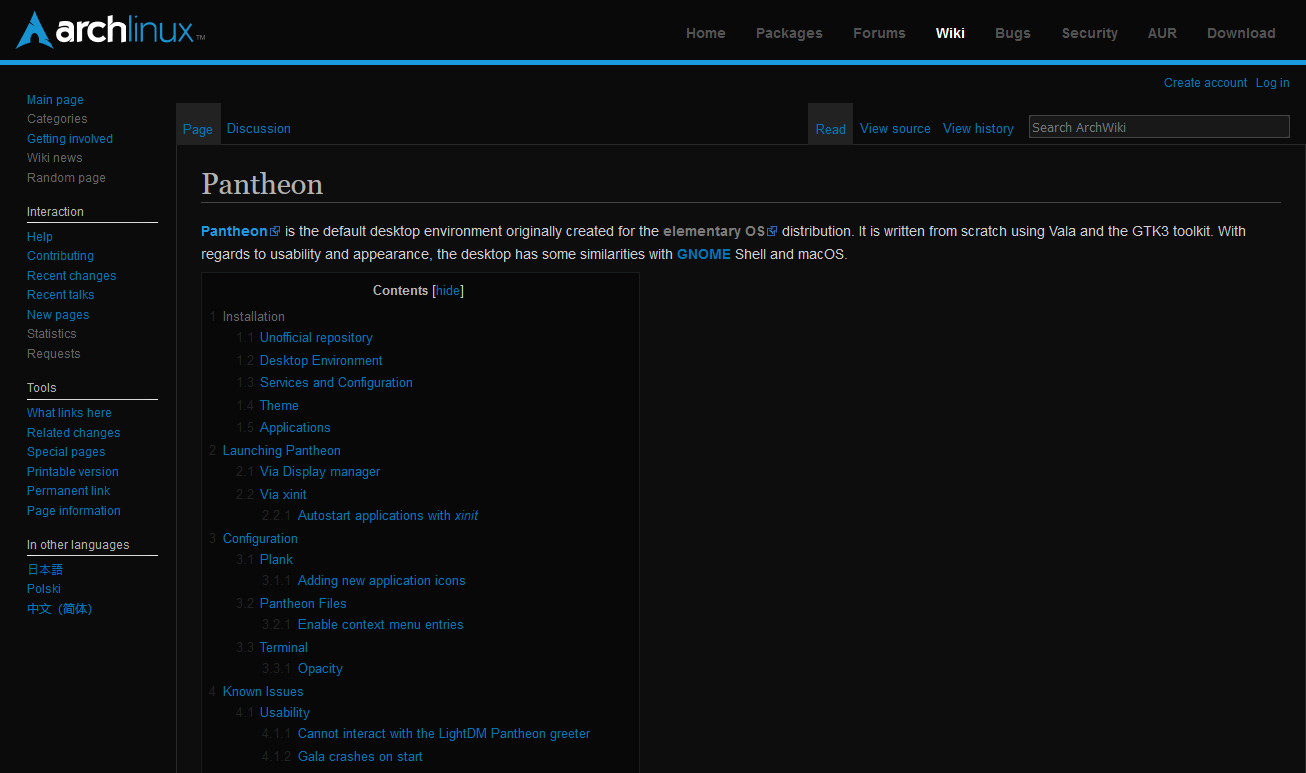 archlinux™
Home Packages Forums Wiki Bugs Security AUR Download
Create account Log in
Main page
Categories
Getting involved
Wiki news
Random page
Interaction
Help
Contributing
Recent changes
Recent talks
New pages
Statistics
Requests
Tools
What links here
Related changes
Special pages
Printable version
Permanent link
Page information
In other languages
日本語
Polski
中文（简体）
Page Discussion Read View source View history Search ArchWiki
Pantheon
Pantheon is the default desktop environment originally created for the elementary OS distribution. It is written from scratch using Vala and the GTK3 toolkit. With
regards to usability and appearance, the desktop has some similarities with GNOME Shell and macOS.
Contents [hide]
1 Installation
1.1 Unofficial repository
1.2 Desktop Environment
1.3 Services and Configuration
1.4 Theme
1.5 Applications
2 Launching Pantheon
2.1 Via Display manager
2.2 Via xinit
2.2.1 Autostart applications with xinit
3 Configuration
3.1 Plank
3.1.1 Adding new application icons
3.2 Pantheon Files
3.2.1 Enable context menu entries
3.3 Terminal
3.3.1 Opacity
4 Known Issues
4.1 Usability
4.1.1 Cannot interact with the LightDM Pantheon greeter
4.1.2 Gala crashes on start